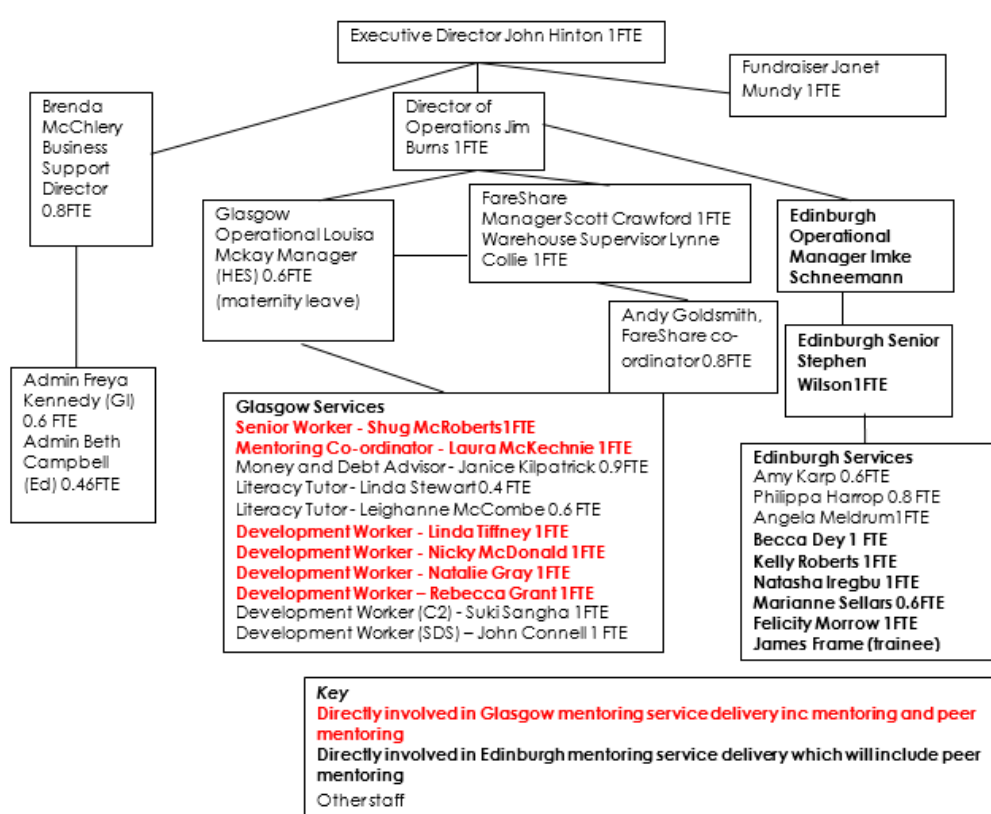 Executive Director John Hinton 1FTE
Fundraiser Janet
Mundy 1FTE
Brenda
McChlery
Business
Support
Director
0.8FTE
Director of
Operations Jim
Burns 1FTE
Glasgow
Operational Louisa
Mckay Manager
(HES) 0.6FTE
(maternity leave)
FareShare
Manager Scott Crawford 1FTE
Warehouse Supervisor Lynne
Collie 1FTE
Edinburgh
Operational
Manager Imke
Schneemann
Andy Goldsmith,
FareShare co-
ordinator 0.8FTE
Edinburgh Senior
Stephen
Wilson 1FTE
Admin Freya
Kennedy (Gl)
0.6 FTE
Admin Beth
Campbell
(Ed) 0.46FTE
Glasgow Services
Senior Worker - Shug McRoberts 1FTE
Mentoring Co-ordinator - Laura McKechnie 1FTE
Money and Debt Advisor - Janice Kilpatrick 0.9FTE
Literacy Tutor - Linda Stewart 0.4 FTE
Literacy Tutor - Leighanne McCombe 0.6 FTE
Development Worker - Linda Tiffney 1FTE
Development Worker - Nicky McDonald 1FTE
Development Worker - Natalie Gray 1FTE
Development Worker – Rebecca Grant 1FTE
Development Worker (C2) - Suki Sangha 1FTE
Development Worker (SDS) – John Connell 1 FTE
Edinburgh Services
Amy Karp 0.6FTE
Philippa Harrop 0.8 FTE
Angela Meldrum 1FTE
Becca Dey 1 FTE
Kelly Roberts 1FTE
Natasha Iregbu 1FTE
Marianne Sellars 0.6FTE
Felicity Morrow 1FTE
James Frame (trainee)
Key
Directly involved in Glasgow mentoring service delivery inc mentoring and peer
mentoring
Directly involved in Edinburgh mentoring service delivery which will include peer
mentoring
Other staff